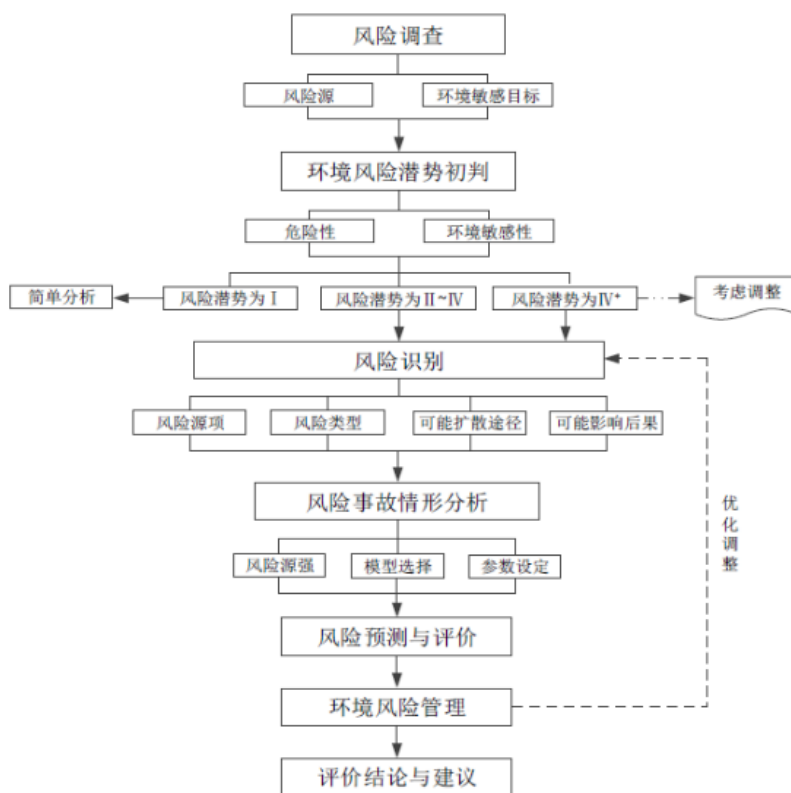 风险调查
风险源
环境敏感目标
环境风险潜势初判
危险性
环境敏感性
简单分析
风险潜势为Ⅰ
风险潜势为Ⅱ~Ⅳ
风险潜势为Ⅳ⁺
考虑调整
风险识别
风险源项
风险类型
可能扩散途径
可能影响后果
风险事故情形分析
优化调整
风险源强
模型选择
参数设定
风险预测与评价
环境风险管理
评价结论与建议